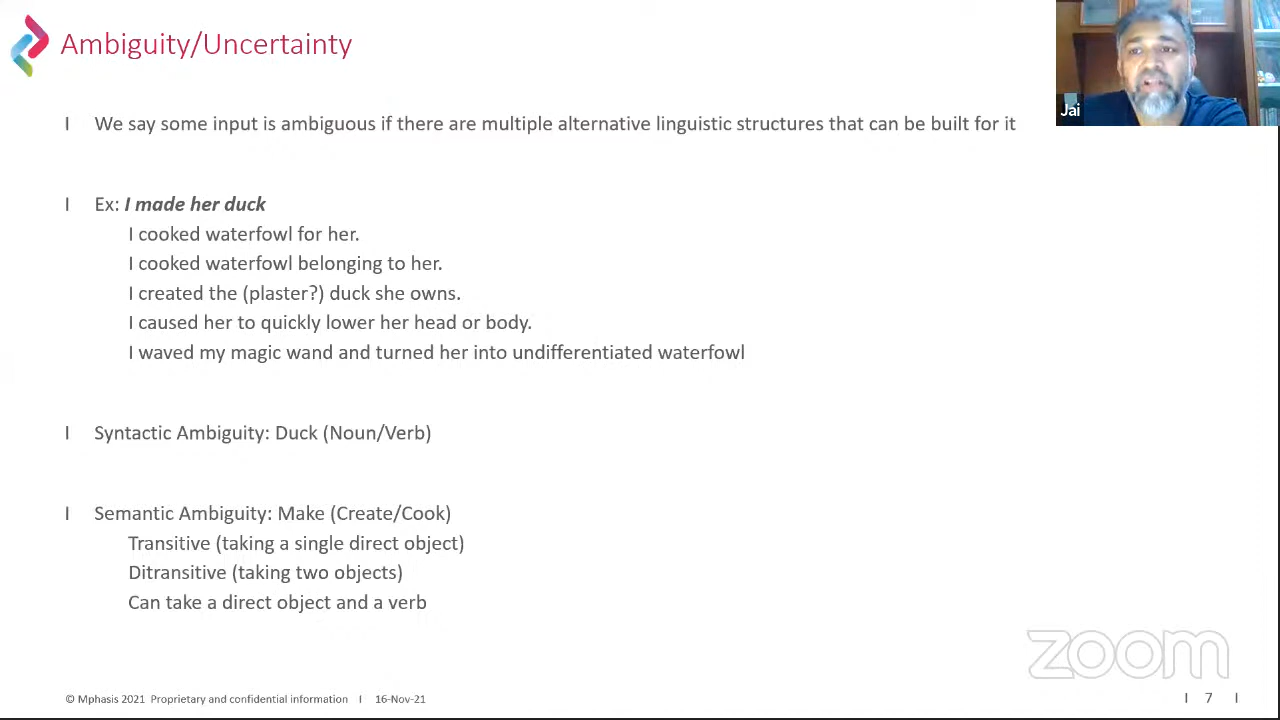 Ambiguity/Uncertainty
Jai
I We say some input is ambiguous if there are multiple alternative linguistic structures that can be built for it
I Ex: I made her duck
I cooked waterfowl for her.
I cooked waterfowl belonging to her.
I created the (plaster?) duck she owns.
I caused her to quickly lower her head or body.
I waved my magic wand and turned her into undifferentiated waterfowl
I Syntactic Ambiguity: Duck (Noun/Verb)
I Semantic Ambiguity: Make (Create/Cook)
Transitive (taking a single direct object)
Ditransitive (taking two objects)
Can take a direct object and a verb
zoom
© Mphasis 2021 Proprietary and confidential information I 16-Nov-21
I 7 I